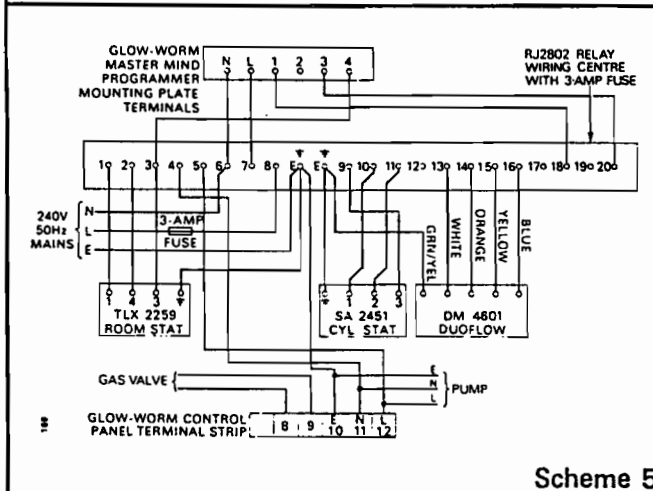 GLOW-WORM
MASTER MIND
PROGRAMMER
MOUNTING PLATE
TERMINALS
N L 1 2 3 4
RJ2802 RELAY
WIRING CENTRE
WITH 3-AMP FUSE
1 2 3 4 5 6 7 8 E E 9 10 11 12 13 14 15 16 17 18 19 20
240V
50Hz
MAINS
N
L
E
3-AMP
FUSE
GRN/YEL
WHITE
ORANGE
YELLOW
BLUE
1 4 3
TLX 2259
ROOM STAT
1 2 3
SA 2451
CYL STAT
DM 4601
DUOFLOW
GAS VALVE
E
N
L
PUMP
GLOW-WORM CONTROL
PANEL TERMINAL STRIP
8 9 E 10 N 11 L 12
Scheme 5